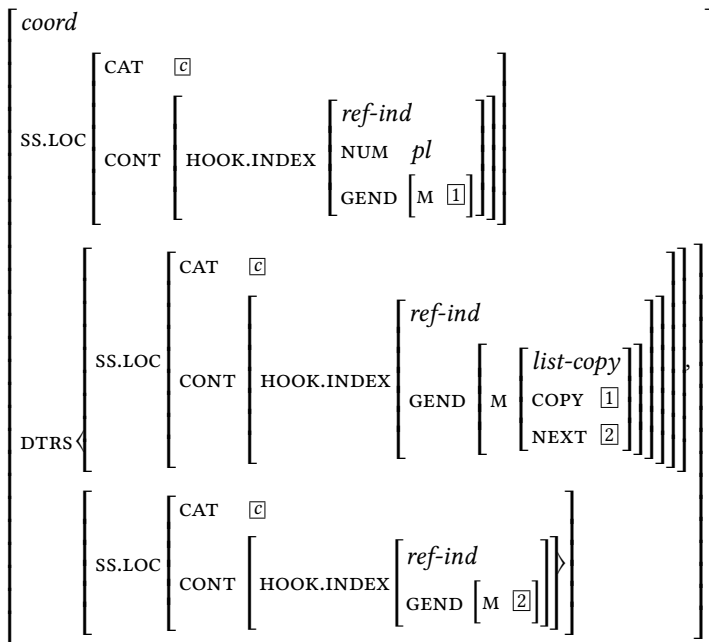 coord
CAT c
SS.LOC
CONT HOOK.INDEX
ref-ind
NUM pl
GEND M 1
CAT c
SS.LOC
CONT HOOK.INDEX
ref-ind
GEND M
list-copy
COPY 1
NEXT 2
,
DTRS ⟨
CAT c
SS.LOC
CONT HOOK.INDEX
ref-ind
GEND M 2
⟩